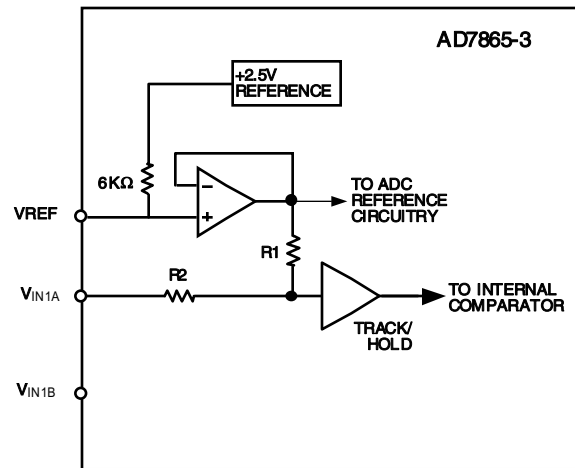 AD7865-3
+2.5V
REFERENCE
6KΩ
−
+
VREF
TO ADC
REFERENCE
CIRCUITRY
R1
R2
VIN1A
TO INTERNAL
COMPARATOR
TRACK/
HOLD
VIN1B